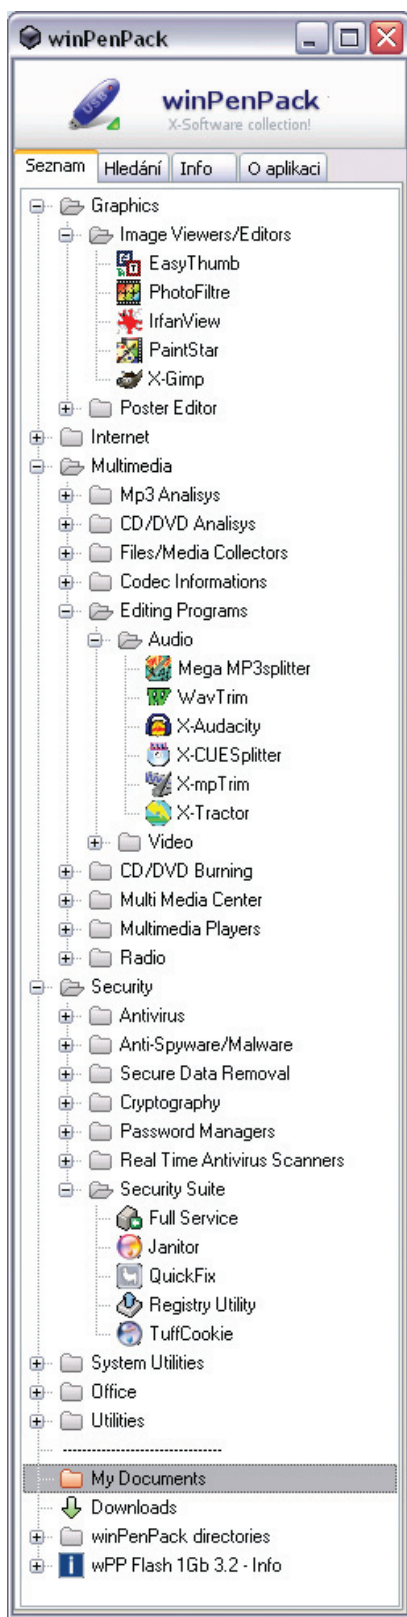 winPenPack
USB
winPenPack
X-Software collection!
Seznam Hledání Info O aplikaci
Graphics
Image Viewers/Editors
EasyThumb
PhotoFiltre
IrfanView
PaintStar
X-Gimp
Poster Editor
Internet
Multimedia
Mp3 Analisys
CD/DVD Analisys
Files/Media Collectors
Codec Informations
Editing Programs
Audio
Mega MP3splitter
WavTrim
X-Audacity
X-CUESplitter
X-mpTrim
X-Tractor
Video
CD/DVD Burning
Multi Media Center
Multimedia Players
Radio
Security
Antivirus
Anti-Spyware/Malware
Secure Data Removal
Cryptography
Password Managers
Real Time Antivirus Scanners
Security Suite
Full Service
Janitor
QuickFix
Registry Utility
TuffCookie
System Utilities
Office
Utilities
--------------------------------
My Documents
Downloads
winPenPack directories
wPP Flash 1Gb 3.2 - Info